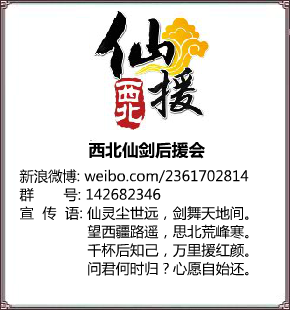 仙援
西北
西北仙剑后援会
新浪微博: weibo.com/2361702814
群 号: 142682346
宣 传 语: 仙灵尘世远，剑舞天地间。
望西疆路遥，思北荒峰寒。
千杯后知己，万里援红颜。
问君何时归？心愿自始还。